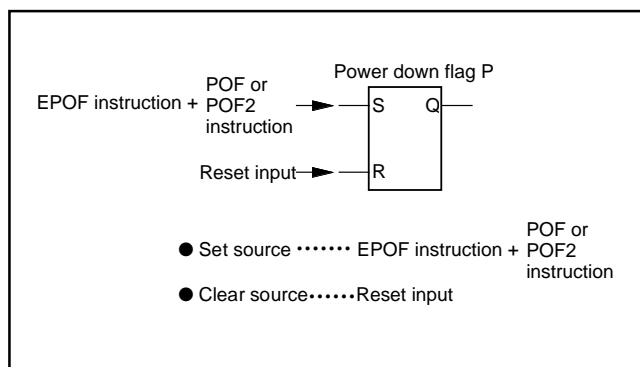 Power down flag P
EPOF instruction + POF or
POF2
instruction
S Q
Reset input
R
● Set source ······· EPOF instruction + POF or
POF2
instruction
● Clear source ······ Reset input